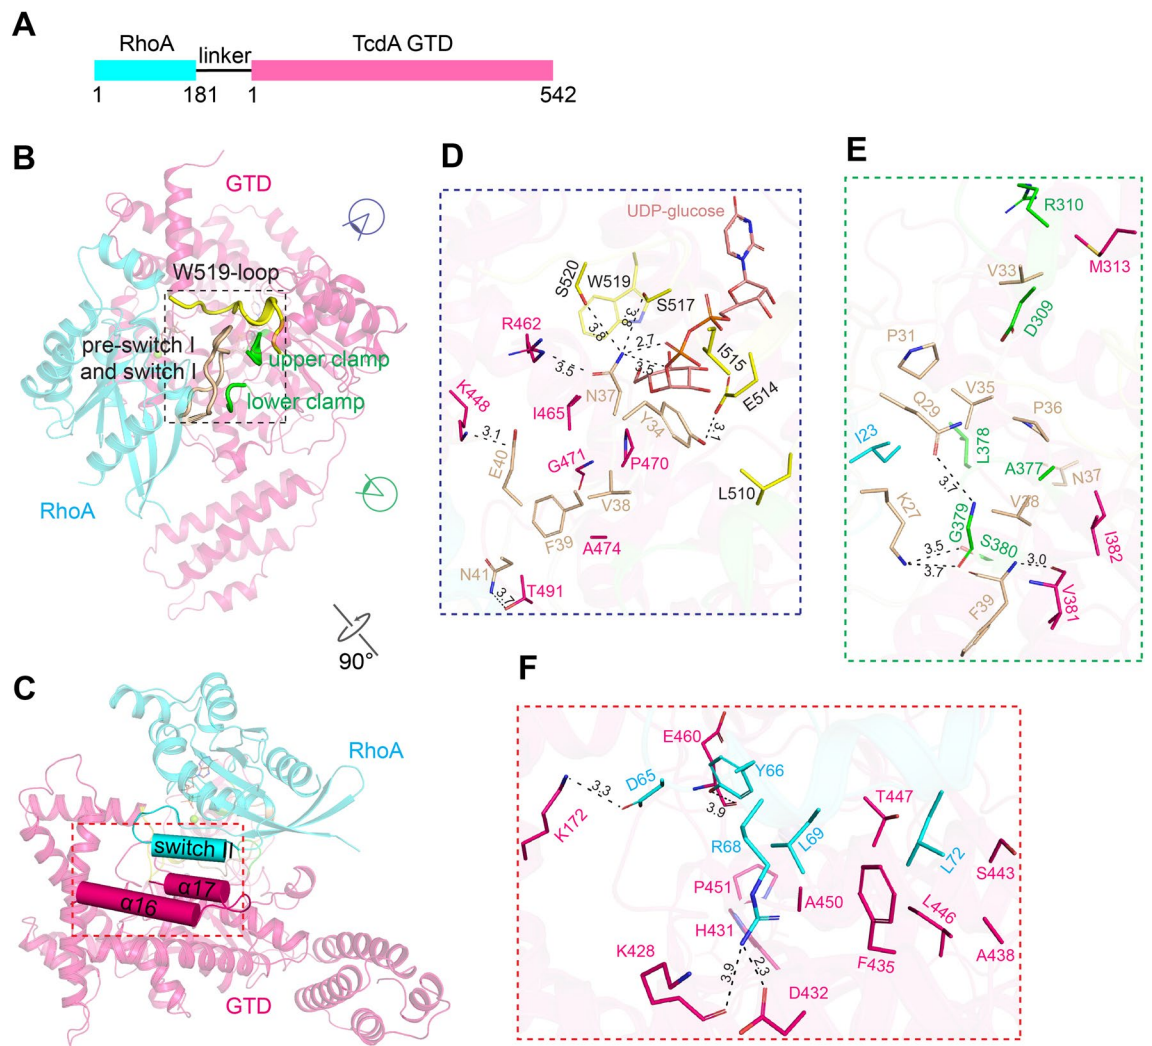 A
RhoA
linker
TcdA GTD
1
181
1
542
B
GTD
W519-loop
pre-switch I
and switch I
upper clamp
lower clamp
RhoA
90°
C
RhoA
switch II
α17
α16
GTD
D
UDP-glucose
S520
W519
S517
3.8
3.8
R462
2.7
3.5
3.5
I515
E514
K448
N37
I465
Y34
3.1
3.1
E40
G471
P470
V38
L510
F39
A474
N41
3.7
T491
E
R310
V33
M313
D309
P31
V35
Q29
P36
I23
L378
A377
N37
3.7
K27
G379
V38
3.5
S380
I382
3.7
3.0
F39
V381
F
E460
D65
Y66
3.3
3.9
T447
K172
R68
L69
L72
S443
P451
A450
L446
H431
K428
F435
A438
3.9
2.3
D432